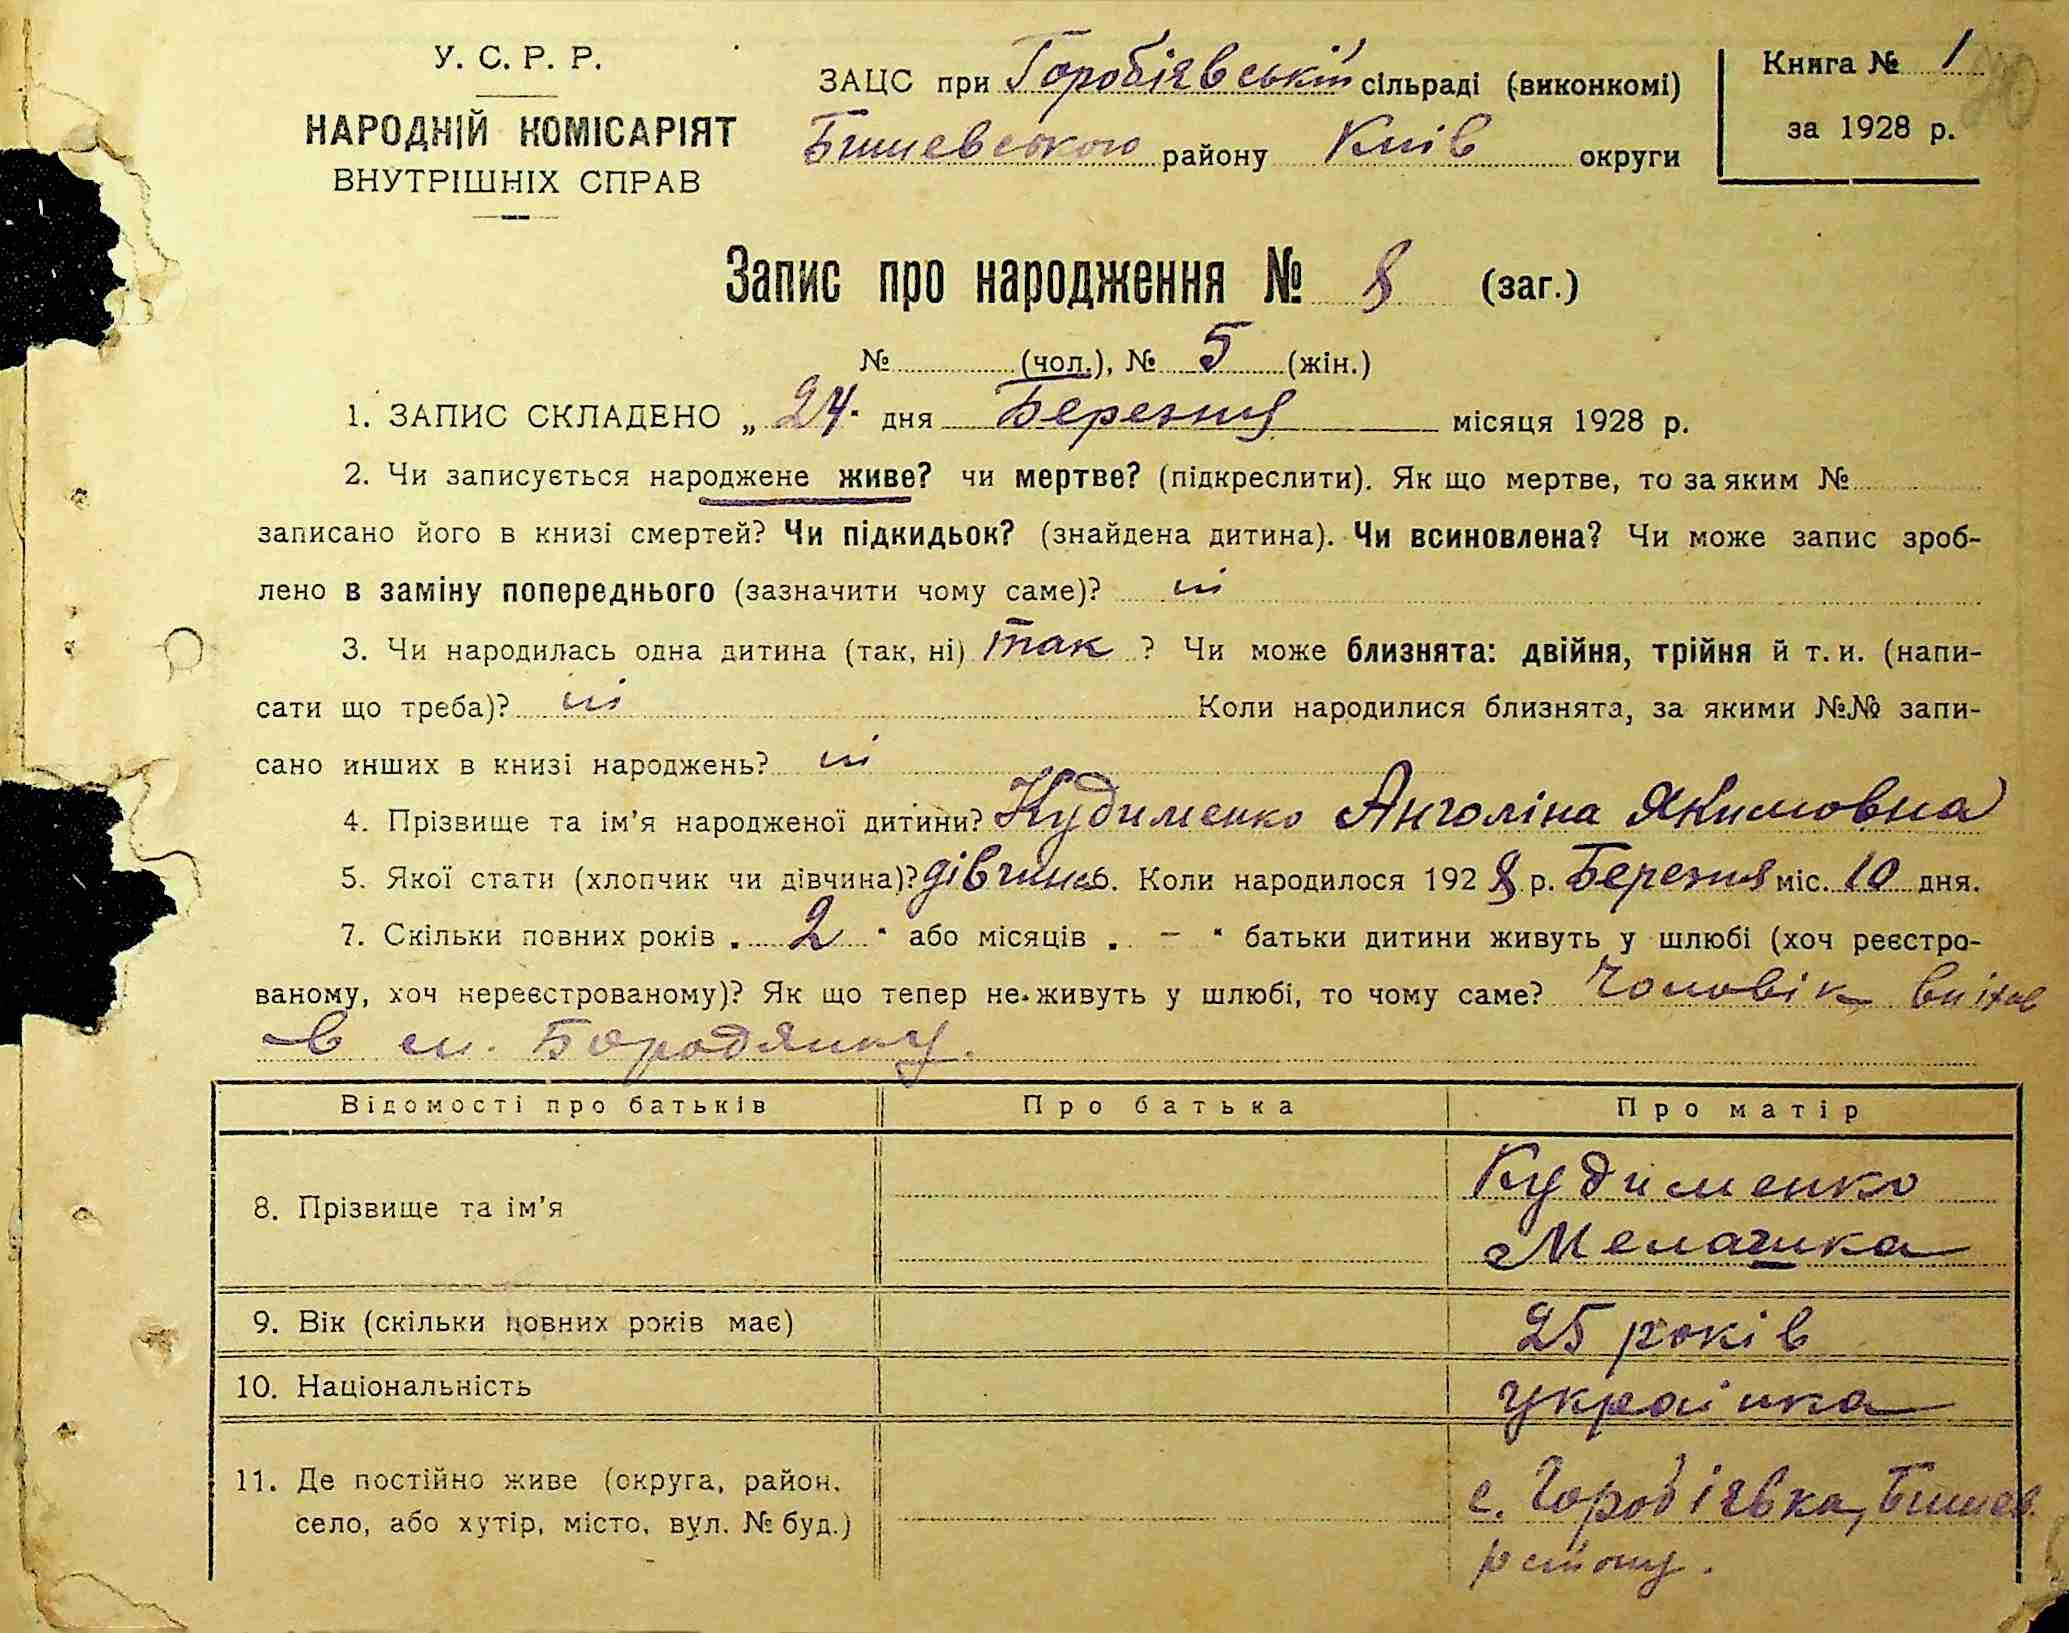 У. С. Р. Р.
НАРОДНІЙ КОМІСАРІЯТ
ВНУТРІШНІХ СПРАВ
ЗАЦС при Горобіявській сільраді (виконкомі)
Бишевського району Київ округи
Книга № 1
за 1928 р.
Запис про народження № 8 (заг.)
№ (чол.), № 5 (жін.)
1. ЗАПИС СКЛАДЕНО „ 24 · дня Березня місяця 1928 р.
2. Чи записується народжене живе? чи мертве? (підкреслити). Як що мертве, то за яким №
записано його в книзі смертей? Чи підкидьок? (знайдена дитина). Чи всиновлена? Чи може запис зроб-
лено в заміну попереднього (зазначити чому саме)? ні
3. Чи народилась одна дитина (так, ні) так ? Чи може близнята: двійня, трійня й т. и. (напи-
сати що треба)? ні Коли народилися близнята, за якими №№ запи-
сано инших в книзі народжень? ні
4. Прізвище та ім’я народженої дитини? Кудименко Анголіна Якимовна
5. Якої стати (хлопчик чи дівчина)? дівчина 6. Коли народилося 1928 р. Березня міс. 10 дня.
7. Скільки повних років „ 2 “ або місяців „ – “ батьки дитини живуть у шлюбі (хоч реєстро-
ваному, хоч нереєстрованому)? Як що тепер не живуть у шлюбі, то чому саме? Чоловік виїхав
в м. Бородянку.
Відомості про батьків Про батька Про матір
8. Прізвище та ім’я Кудименко
Мелашка
9. Вік (скільки повних років має) 25 років
10. Національність українка
11. Де постійно живе (округа, район, с. Горобіявка, Бишев.
село, або хутір, місто, вул. № буд.) району.